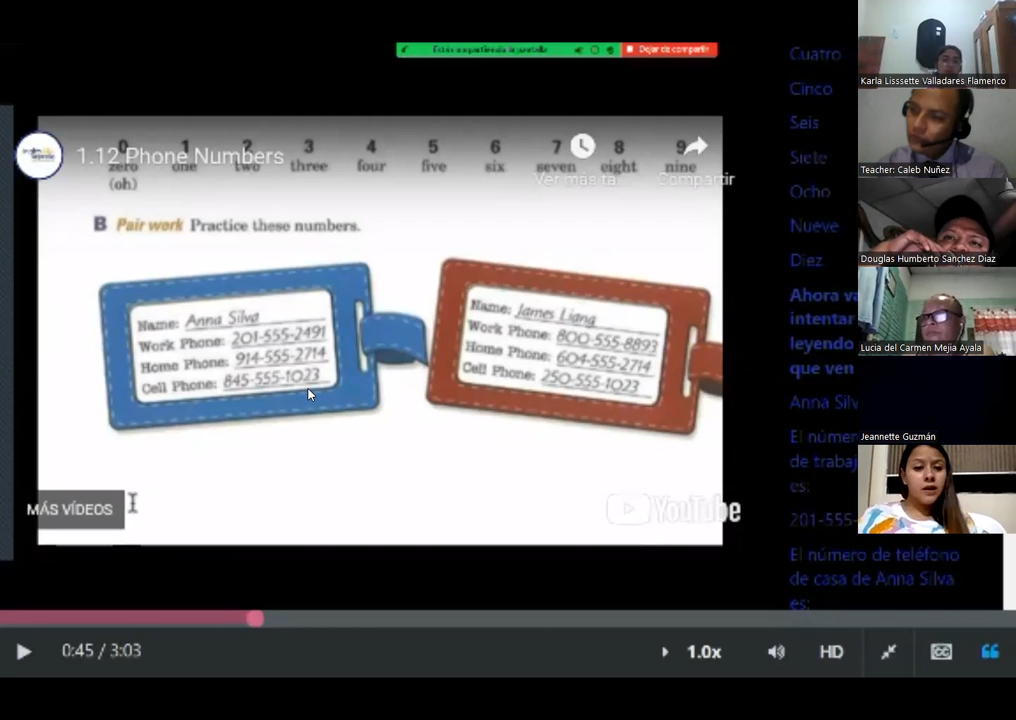 Estás compartiendo la pantalla
Dejar de compartir
1.12 Phone Numbers
0 1 2 3 4 5 6 7 8 9
zero one two three four five six seven eight nine
(oh)
Ver más ta
Compartir
B Pair work Practice these numbers.
Name: Anna Silva
Work Phone: 201-555-2491
Home Phone: 914-555-2714
Cell Phone: 845-555-1023
Name: James Liang
Work Phone: 800-555-8893
Home Phone: 604-555-2714
Cell Phone: 250-555-1023
MÁS VÍDEOS
YouTube
Cuatro
Cinco
Seis
Siete
Ocho
Nueve
Diez
Ahora va
intentar
leyendo
que ven
Anna Silv
El númer
de trabaj
es:
201-555-
El número de teléfono
de casa de Anna Silva
es:
Karla Lisssette Valladares Flamenco
Teacher: Caleb Nuñez
Douglas Humberto Sanchez Diaz
Lucia del Carmen Mejia Ayala
Jeannette Guzmán
0:45 / 3:03
1.0x
HD
CC